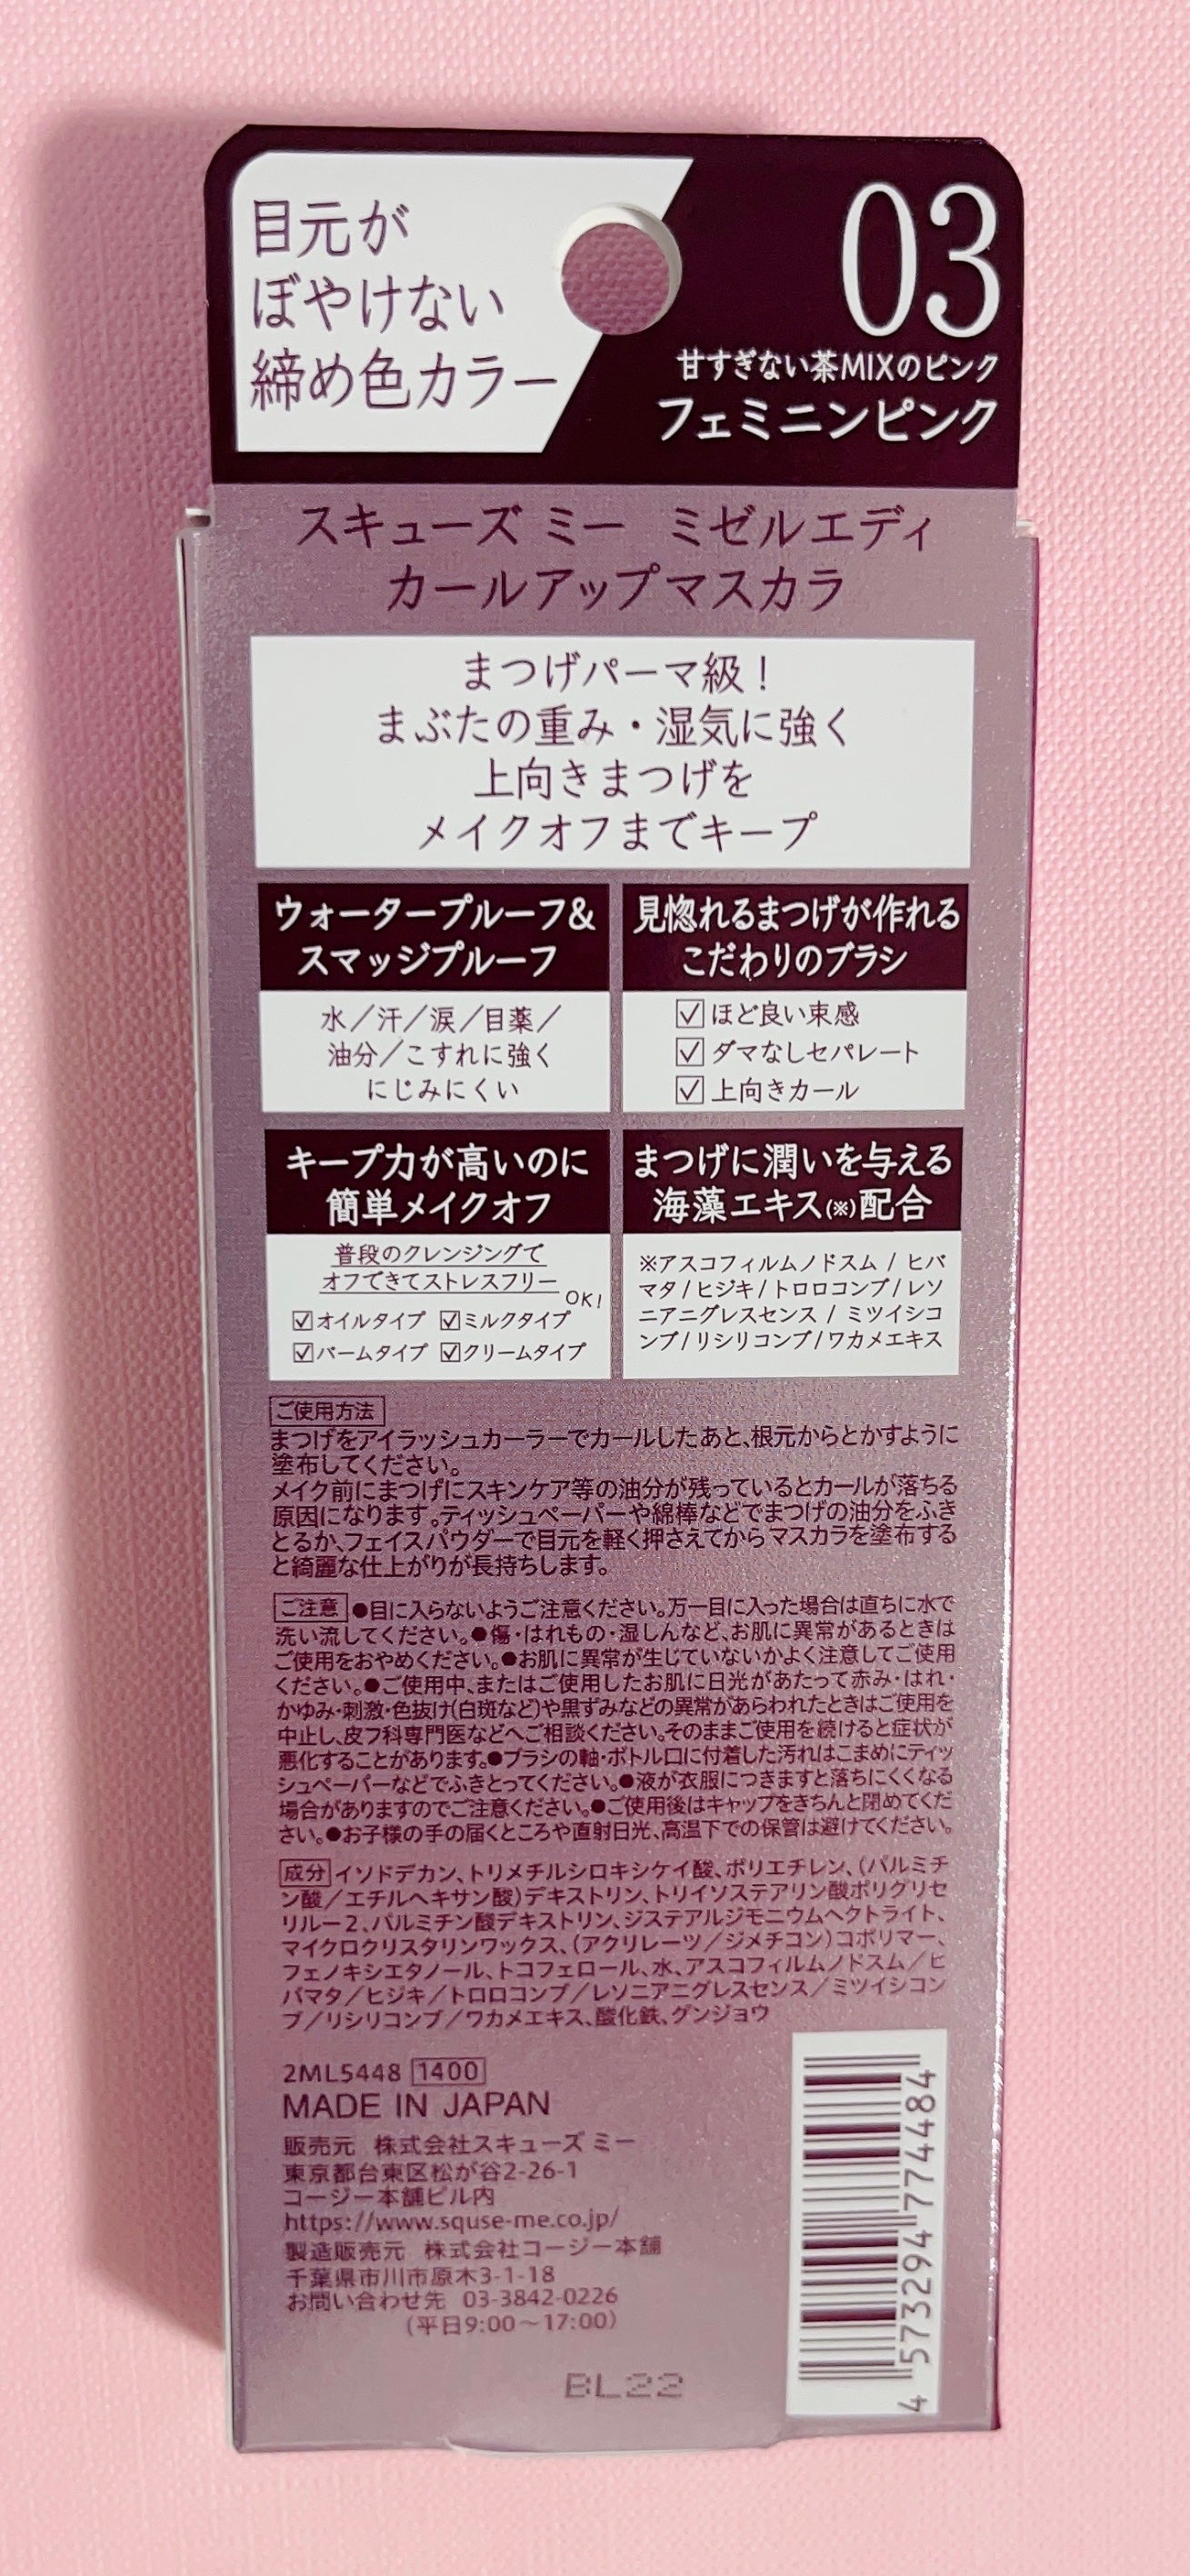 目元が
ぼやけない
締め色カラー
03
甘すぎない茶MIXのピンク
フェミニンピンク
スキューズ ミー ミゼルエディ
カールアップマスカラ
まつげパーマ級！
まぶたの重み・湿気に強く
上向きまつげを
メイクオフまでキープ
ウォータープルーフ&
スマッジプルーフ
水／汗／涙／目薬／
油分／こすれに強く
にじみにくい
見惚れるまつげが作れる
こだわりのブラシ
☑ほど良い束感
☑ダマなしセパレート
☑上向きカール
キープ力が高いのに
簡単メイクオフ
普段のクレンジングで
オフできてストレスフリー
OK!
☑オイルタイプ ☑ミルクタイプ
☑バームタイプ ☑クリームタイプ
まつげに潤いを与える
海藻エキス(※)配合
※アスコフィルムノドスム / ヒバ
マタ/ヒジキ/トロロコンブ/レソ
ニアニグレスセンス / ミツイシコ
ンブ/リシリコンブ/ワカメエキス
ご使用方法
まつげをアイラッシュカーラーでカールしたあと、根元からとかすように
塗布してください。
メイク前にまつげにスキンケア等の油分が残っているとカールが落ちる
原因になります。ティッシュペーパーや綿棒などでまつげの油分をふき
とるか、フェイスパウダーで目元を軽く押さえてからマスカラを塗布する
と綺麗な仕上がりが長持ちします。
ご注意 ●目に入らないようご注意ください。万一目に入った場合は直ちに水で
洗い流してください。●傷・はれもの・湿しんなど、お肌に異常があるときは
ご使用をおやめください。●お肌に異常が生じていないかよく注意してご使用
ください。●ご使用中、またはご使用したお肌に日光があたって赤み・はれ・
かゆみ・刺激・色抜け(白斑など)や黒ずみなどの異常があらわれたときはご使用を
中止し、皮フ科専門医などへご相談ください。そのままご使用を続けると症状が
悪化することがあります。●ブラシの軸・ボトル口に付着した汚れはこまめにティッ
シュペーパーなどでふきとってください。●液が衣服につきますと落ちにくくなる
場合がありますのでご注意ください。●ご使用後はキャップをきちんと閉めてくだ
さい。●お子様の手の届くところや直射日光、高温下での保管は避けてください。
成分 イソドデカン、トリメチルシロキシケイ酸、ポリエチレン、(パルミチ
ン酸／エチルヘキサン酸)デキストリン、トリイソステアリン酸ポリグリセ
リル－2、パルミチン酸デキストリン、ジステアルジモニウムヘクトライト、
マイクロクリスタリンワックス、(アクリレーツ／ジメチコン)コポリマー、
フェノキシエタノール、トコフェロール、水、アスコフィルムノドスム／ヒ
バマタ／ヒジキ／トロロコンブ／レソニアニグレスセンス／ミツイシコン
ブ／リシリコンブ／ワカメエキス、酸化鉄、グンジョウ
2ML5448 1400
MADE IN JAPAN
販売元 株式会社スキューズ ミー
東京都台東区松が谷2-26-1
コージー本舗ビル内
https://www.squse-me.co.jp/
製造販売元 株式会社コージー本舗
千葉県市川市原木3-1-18
お問い合わせ先 03-3842-0226
(平日9:00～17:00)
BL22
4 573294 774484